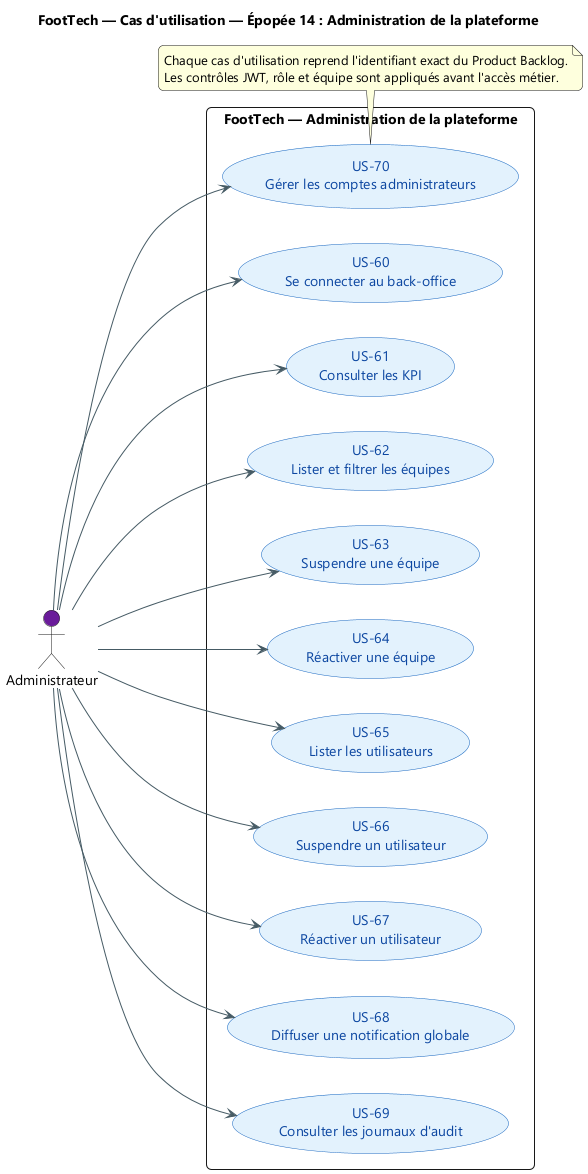 FootTech — Cas d'utilisation — Épopée 14 : Administration de la plateforme
Chaque cas d'utilisation reprend l'identifiant exact du Product Backlog.
Les contrôles JWT, rôle et équipe sont appliqués avant l'accès métier.
FootTech — Administration de la plateforme
US-70
Gérer les comptes administrateurs
US-60
Se connecter au back-office
US-61
Consulter les KPI
US-62
Lister et filtrer les équipes
US-63
Suspendre une équipe
US-64
Réactiver une équipe
Administrateur
US-65
Lister les utilisateurs
US-66
Suspendre un utilisateur
US-67
Réactiver un utilisateur
US-68
Diffuser une notification globale
US-69
Consulter les journaux d'audit